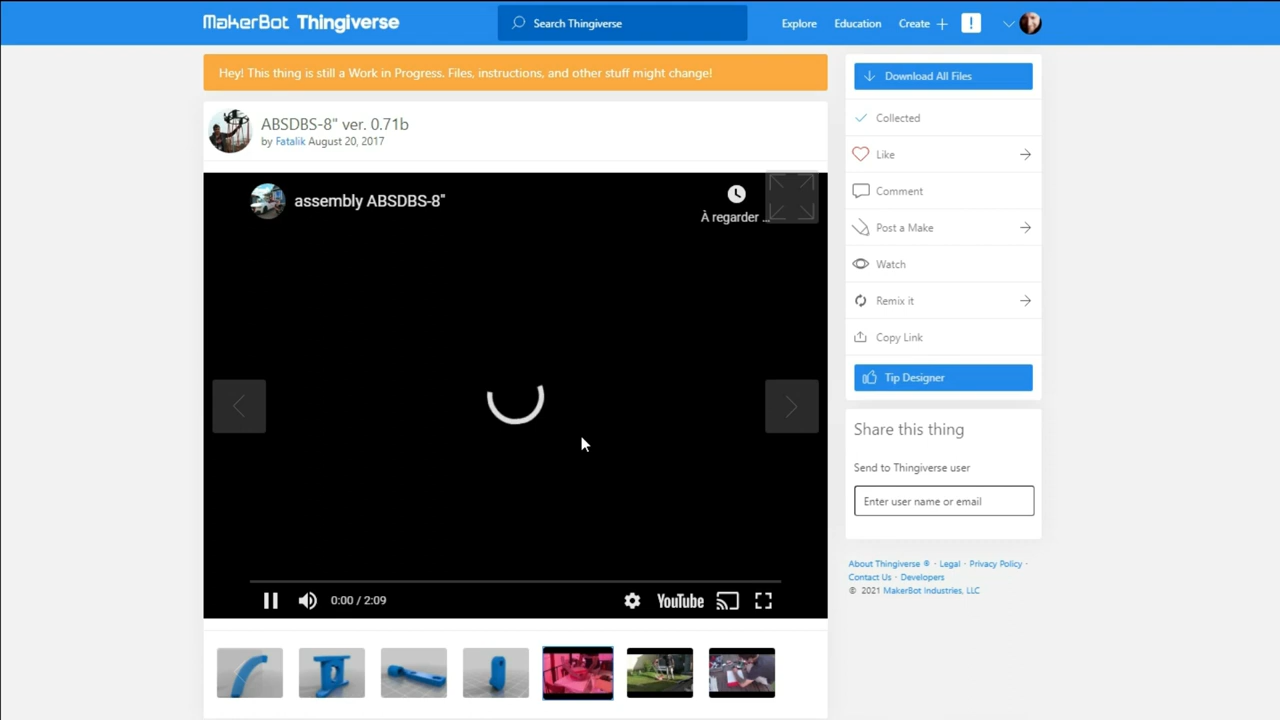 MakerBot Thingiverse
Search Thingiverse
Explore
Education
Create
Hey! This thing is still a Work in Progress. Files, instructions, and other stuff might change!
ABSDBS-8" ver. 0.71b
by Fatalik August 20, 2017
assembly ABSDBS-8"
À regarder ...
0:00 / 2:09
YouTube
Download All Files
Collected
Like
Comment
Post a Make
Watch
Remix it
Copy Link
Tip Designer
Share this thing
Send to Thingiverse user
Enter user name or email
About Thingiverse ® · Legal · Privacy Policy ·
Contact Us · Developers
© 2021 MakerBot Industries, LLC